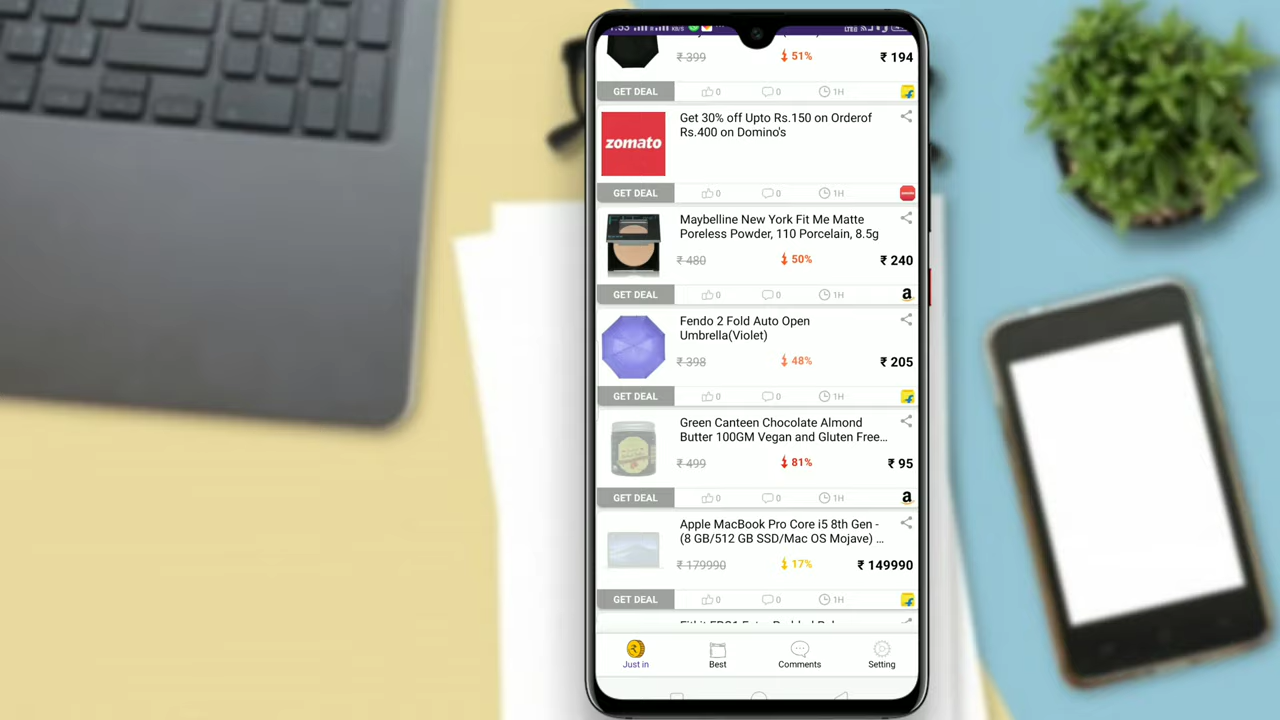 ₹ 399
51%
₹ 194
GET DEAL
0
0
1H
Get 30% off Upto Rs.150 on Orderof
Rs.400 on Domino's
zomato
GET DEAL
0
0
1H
Maybelline New York Fit Me Matte
Poreless Powder, 110 Porcelain, 8.5g
₹ 480
50%
₹ 240
GET DEAL
0
0
1H
a
Fendo 2 Fold Auto Open
Umbrella(Violet)
₹ 398
48%
₹ 205
GET DEAL
0
0
1H
Green Canteen Chocolate Almond
Butter 100GM Vegan and Gluten Free...
₹ 499
81%
₹ 95
GET DEAL
0
0
1H
a
Apple MacBook Pro Core i5 8th Gen -
(8 GB/512 GB SSD/Mac OS Mojave) ...
₹ 179990
17%
₹ 149990
GET DEAL
0
0
1H
Just in
Best
Comments
Setting